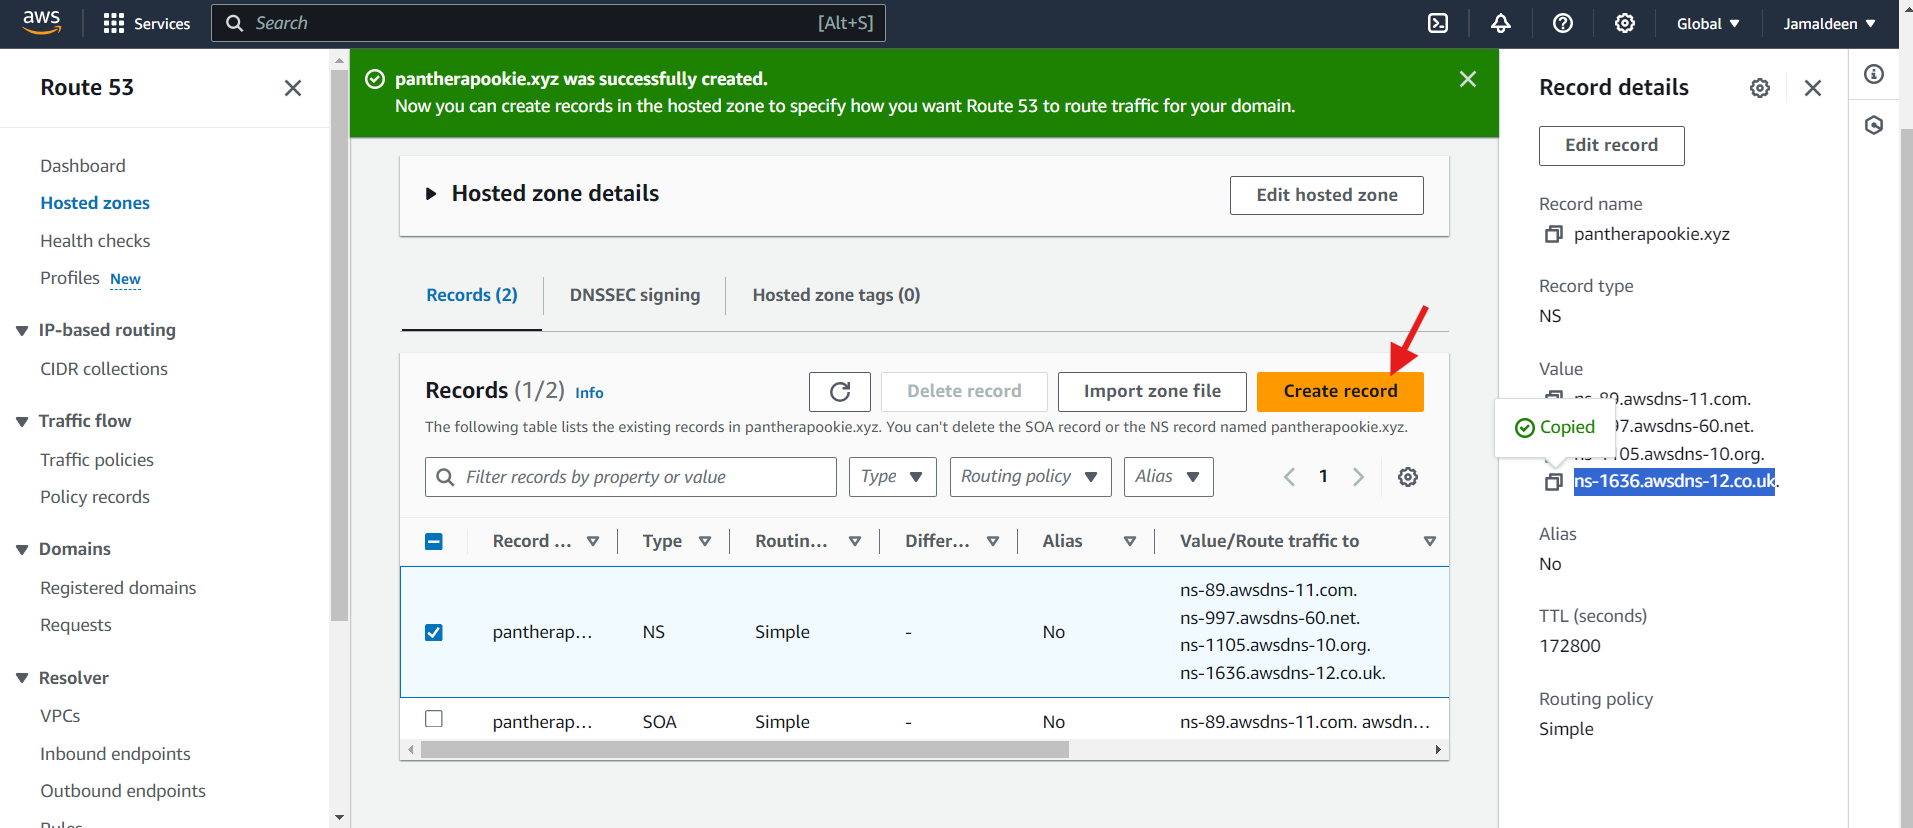 aws
Services
Search
[Alt+S]
Global
Jamaldeen
Route 53
Dashboard
Hosted zones
Health checks
Profiles New
IP-based routing
CIDR collections
Traffic flow
Traffic policies
Policy records
Domains
Registered domains
Requests
Resolver
VPCs
Inbound endpoints
Outbound endpoints
Rules
pantherapookie.xyz was successfully created.
Now you can create records in the hosted zone to specify how you want Route 53 to route traffic for your domain.
Hosted zone details
Edit hosted zone
Records (2)
DNSSEC signing
Hosted zone tags (0)
Records (1/2) Info
Delete record
Import zone file
Create record
The following table lists the existing records in pantherapookie.xyz. You can't delete the SOA record or the NS record named pantherapookie.xyz.
Filter records by property or value
Type
Routing policy
Alias
1
Record ...
Type
Routin...
Differ...
Alias
Value/Route traffic to
pantherap...
NS
Simple
-
No
ns-89.awsdns-11.com.
ns-997.awsdns-60.net.
ns-1105.awsdns-10.org.
ns-1636.awsdns-12.co.uk.
pantherap...
SOA
Simple
-
No
ns-89.awsdns-11.com. awsdn...
Record details
Edit record
Record name
pantherapookie.xyz
Record type
NS
Value
ns-89.awsdns-11.com.
97.awsdns-60.net.
ns-1105.awsdns-10.org.
ns-1636.awsdns-12.co.uk.
Copied
Alias
No
TTL (seconds)
172800
Routing policy
Simple